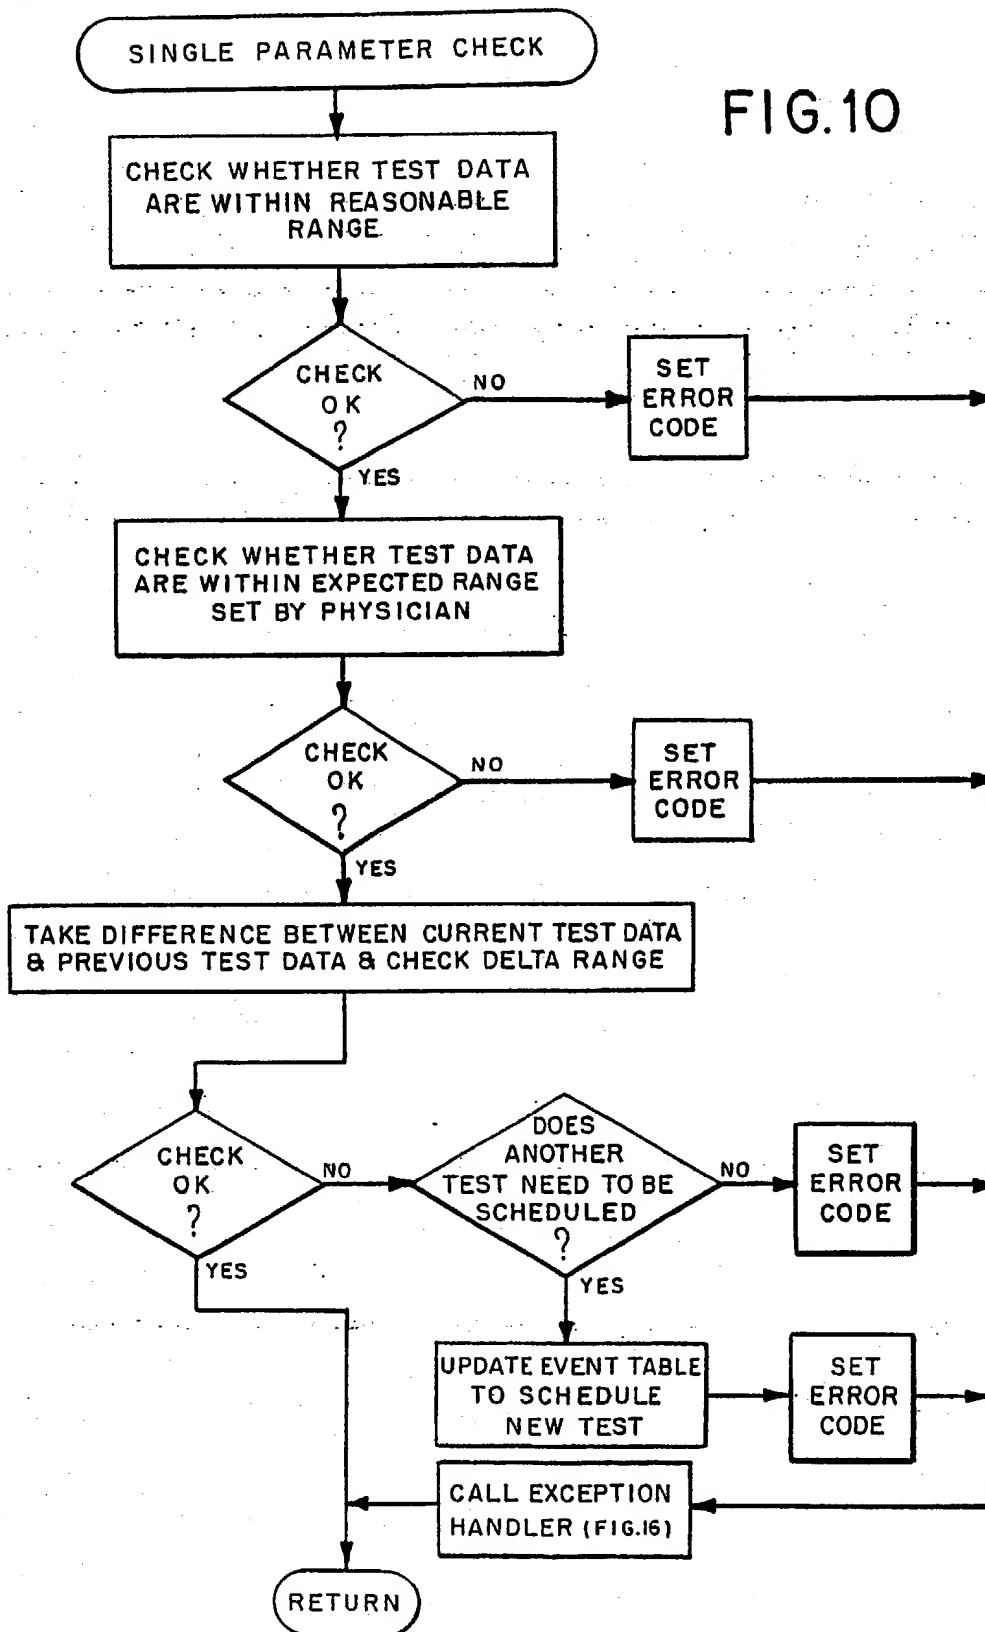 SINGLE PARAMETER CHECK
FIG.10
CHECK WHETHER TEST DATA
ARE WITHIN REASONABLE
RANGE
CHECK
OK
?
NO
SET
ERROR
CODE
YES
CHECK WHETHER TEST DATA
ARE WITHIN EXPECTED RANGE
SET BY PHYSICIAN
CHECK
OK
?
NO
SET
ERROR
CODE
YES
TAKE DIFFERENCE BETWEEN CURRENT TEST DATA
& PREVIOUS TEST DATA & CHECK DELTA RANGE
CHECK
OK
?
NO
YES
DOES
ANOTHER
TEST NEED TO BE
SCHEDULED
?
NO
SET
ERROR
CODE
YES
UPDATE EVENT TABLE
TO SCHEDULE
NEW TEST
SET
ERROR
CODE
CALL EXCEPTION
HANDLER (FIG.16)
RETURN